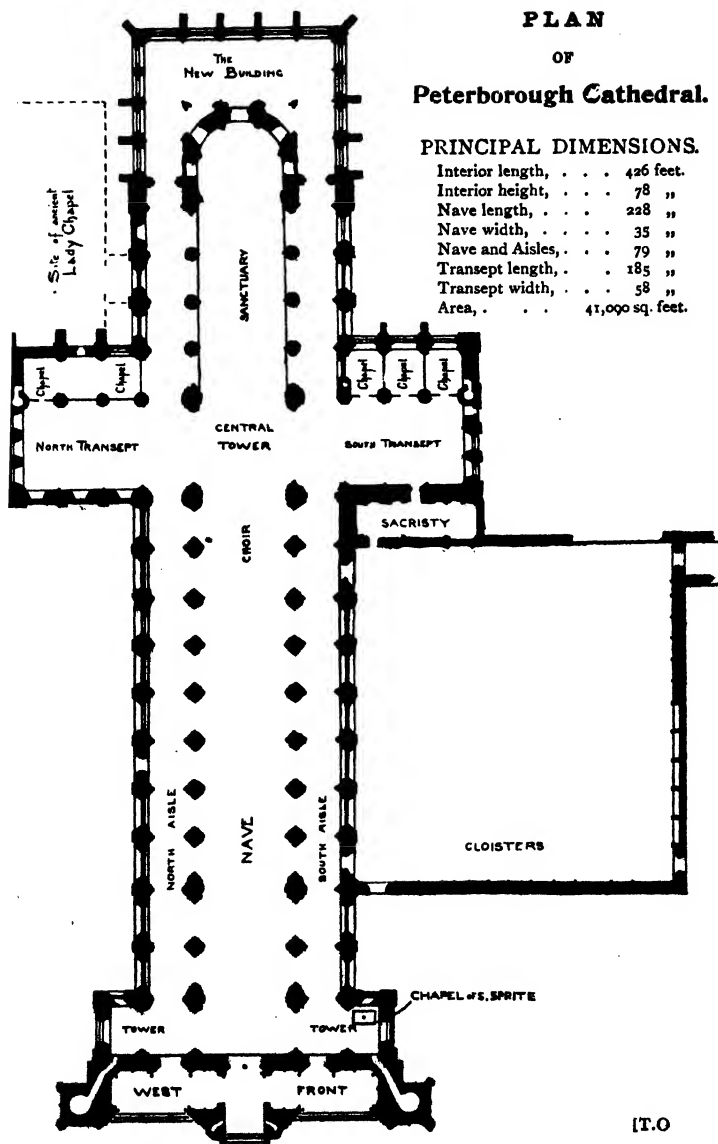 PLAN
OF
Peterborough Cathedral.
PRINCIPAL DIMENSIONS.
Interior length, . . . 426 feet.
Interior height, . . . 78 „
Nave length, . . . 228 „
Nave width, . . . 35 „
Nave and Aisles, . . . 79 „
Transept length, . . 185 „
Transept width, . . . 58 „
Area, . . . 41,090 sq. feet.
The
New Building
Site of ancient
Lady Chapel
SANCTUARY
Chapel
Chapel
Chapel
Chapel
Chapel
NORTH TRANSEPT
CENTRAL
TOWER
SOUTH TRANSEPT
SACRISTY
CHOIR
NORTH AISLE
NAVE
SOUTH AISLE
CLOISTERS
CHAPEL of S. SPRITE
TOWER
TOWER
WEST
FRONT
[T.O